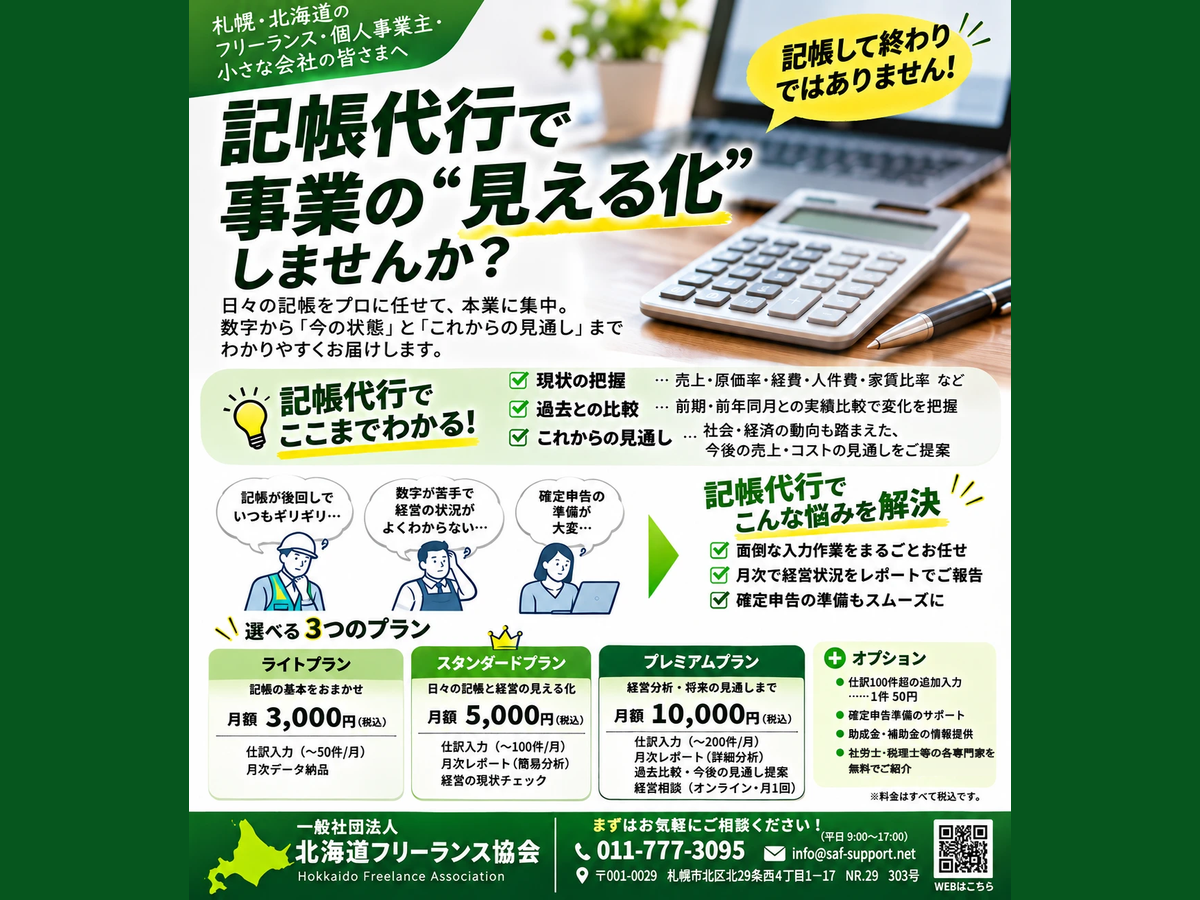 札幌・北海道の
フリーランス・個人事業主・
小さな会社の皆さまへ
記帳して終わり
ではありません!
記帳代行で
事業の“見える化”
しませんか?
日々の記帳をプロに任せて、本業に集中。
数字から「今の状態」と「これからの見通し」まで
わかりやすくお届けします。
記帳代行で
ここまでわかる!
現状の把握 … 売上・原価率・経費・人件費・家賃比率 など
過去との比較 … 前期・前年同月との実績比較で変化を把握
これからの見通し … 社会・経済の動向も踏まえた、
今後の売上・コストの見通しをご提案
記帳が後回しで
いつもギリギリ…
数字が苦手で
経営の状況が
よくわからない…
確定申告の
準備が
大変…
記帳代行で
こんな悩みを解決
面倒な入力作業をまるごとお任せ
月次で経営状況をレポートでご報告
確定申告の準備もスムーズに
選べる3つのプラン
ライトプラン
記帳の基本をおまかせ
月額 3,000円(税込)
仕訳入力(〜50件/月)
月次データ納品
スタンダードプラン
日々の記帳と経営の見える化
月額 5,000円(税込)
仕訳入力(〜100件/月)
月次レポート(簡易分析)
経営の現状チェック
プレミアムプラン
経営分析・将来の見通しまで
月額 10,000円(税込)
仕訳入力(〜200件/月)
月次レポート(詳細分析)
過去比較・今後の見通し提案
経営相談(オンライン・月1回)
オプション
仕訳100件超の追加入力
……1件 50円
確定申告準備のサポート
助成金・補助金の情報提供
社労士・税理士等の各専門家を
無料でご紹介
※料金はすべて税込です。
一般社団法人
北海道フリーランス協会
Hokkaido Freelance Association
まずはお気軽にご相談ください!
(平日 9:00〜17:00)
011-777-3095 info@saf-support.net
〒001-0029 札幌市北区北29条西4丁目1−17 NR.29 303号
WEBはこちら